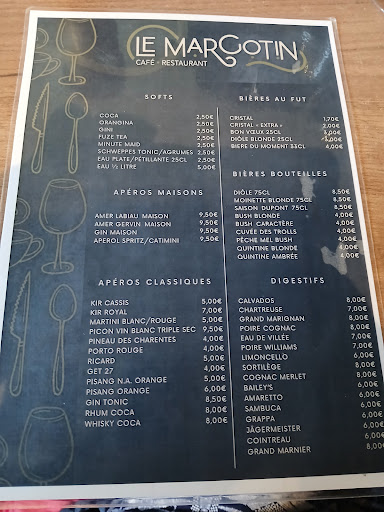 LE MARGOTIN
CAFÉ - RESTAURANT
SOFTS
COCA 2,50€
ORANGINA 2,50€
GINI 2,50€
FUZE TEA 2,50€
MINUTE MAID 2,50€
SCHWEPPES TONIC/AGRUMES 2,50€
EAU PLATE/PÉTILLANTE 25CL 2,50€
EAU ½ LITRE 5,00€
APÉROS MAISONS
AMER LABIAU MAISON 9,50€
AMER GERVIN MAISON 9,50€
GIN MAISON 9,50€
APEROL SPRITZ/CATIMINI 9,50€
APÉROS CLASSIQUES
KIR CASSIS 5,00€
KIR ROYAL 7,00€
MARTINI BLANC/ROUGE 5,00€
PICON VIN BLANC TRIPLE SEC 9,50€
PINEAU DES CHARENTES 4,00€
PORTO ROUGE 4,00€
RICARD 5,00€
GET 27 4,00€
PISANG N.A. ORANGE 5,00€
PISANG ORANGE 6,00€
GIN TONIC 8,50€
RHUM COCA 8,00€
WHISKY COCA 8,00€
BIÈRES AU FUT
CRISTAL 1,70€
CRISTAL « EXTRA » 2,00€
BON VŒUX 25CL 5,00€
DIÔLE BLONDE 25CL 3,00€
BIERE DU MOMENT 33CL 4,00€
BIÈRES BOUTEILLES
DIÔLE 75CL 8,50€
MOINETTE BLONDE 75CL 8,50€
SAISON DUPONT 75CL 8,50€
BUSH BLONDE 4,00€
BUSH CARACTÈRE 4,00€
CUVÉE DES TROLLS 4,00€
PÊCHE MEL BUSH 4,00€
QUINTINE BLONDE 4,00€
QUINTINE AMBRÉE 4,00€
DIGESTIFS
CALVADOS 8,00€
CHARTREUSE 7,00€
GRAND MARIGNAN 8,00€
POIRE COGNAC 8,00€
EAU DE VILLÉE 7,00€
POIRE WILLIAMS 7,00€
LIMONCELLO 6,00€
SORTILÈGE 8,00€
COGNAC MERLET 8,00€
BAILEY'S 6,00€
AMARETTO 6,00€
SAMBUCA 6,00€
GRAPPA 6,00€
JÄGERMEISTER 6,00€
COINTREAU 6,00€
GRAND MARNIER 8,00€